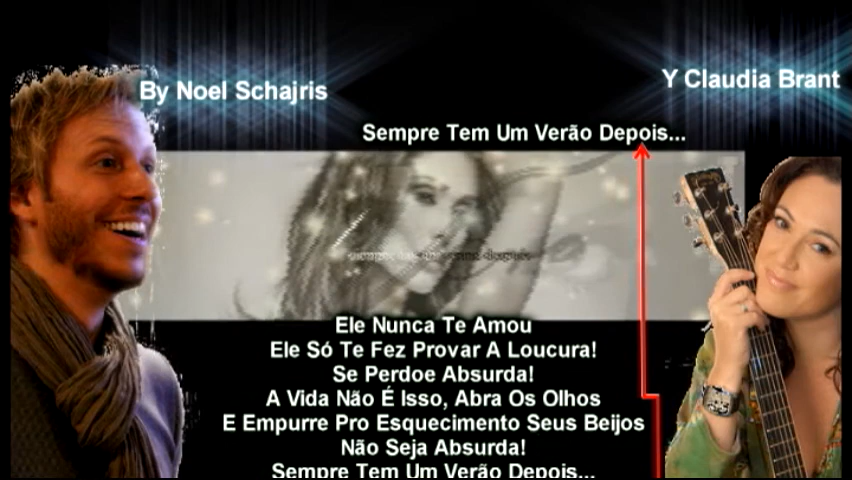 By Noel Schajris
Y Claudia Brant
Sempre Tem Um Verão Depois...
Ele Nunca Te Amou
Ele Só Te Fez Provar A Loucura!
Se Perdoe Absurda!
A Vida Não É Isso, Abra Os Olhos
E Empurre Pro Esquecimento Seus Beijos
Não Seja Absurda!
Sempre Tem Um Verão Depois...